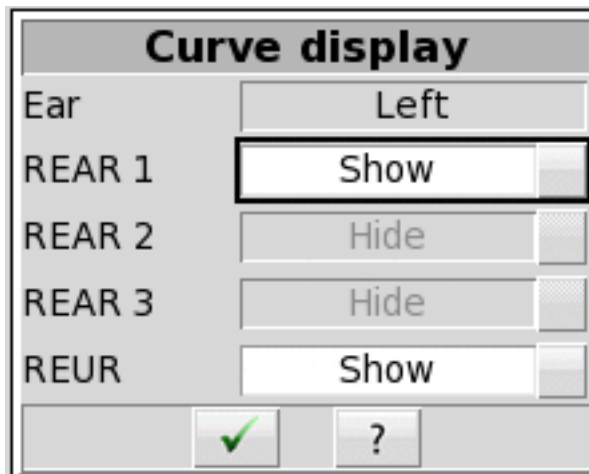 Curve display
Ear Left
REAR 1 Show
REAR 2 Hide
REAR 3 Hide
REUR Show
?